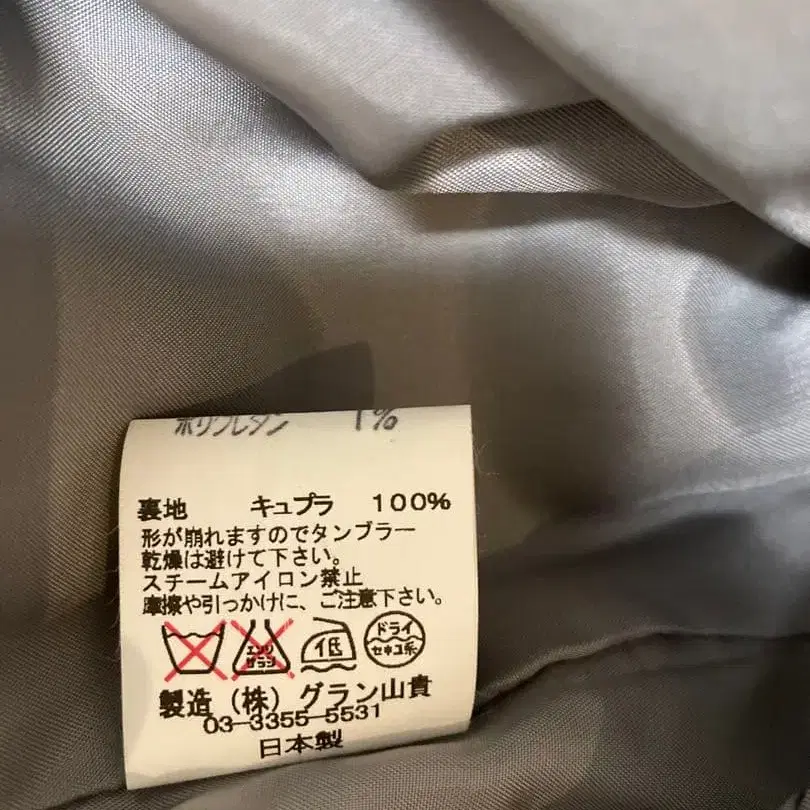 ポリウレタン 1%
裏地 キュプラ 100%
形が崩れますのでタンブラー
乾燥は避けて下さい。
スチームアイロン禁止
摩擦や引っかけに、ご注意下さい。
エンソ サラシ 低 ドライ セキユ系
製造（株）グラン山貴
03-3355-5531
日本製